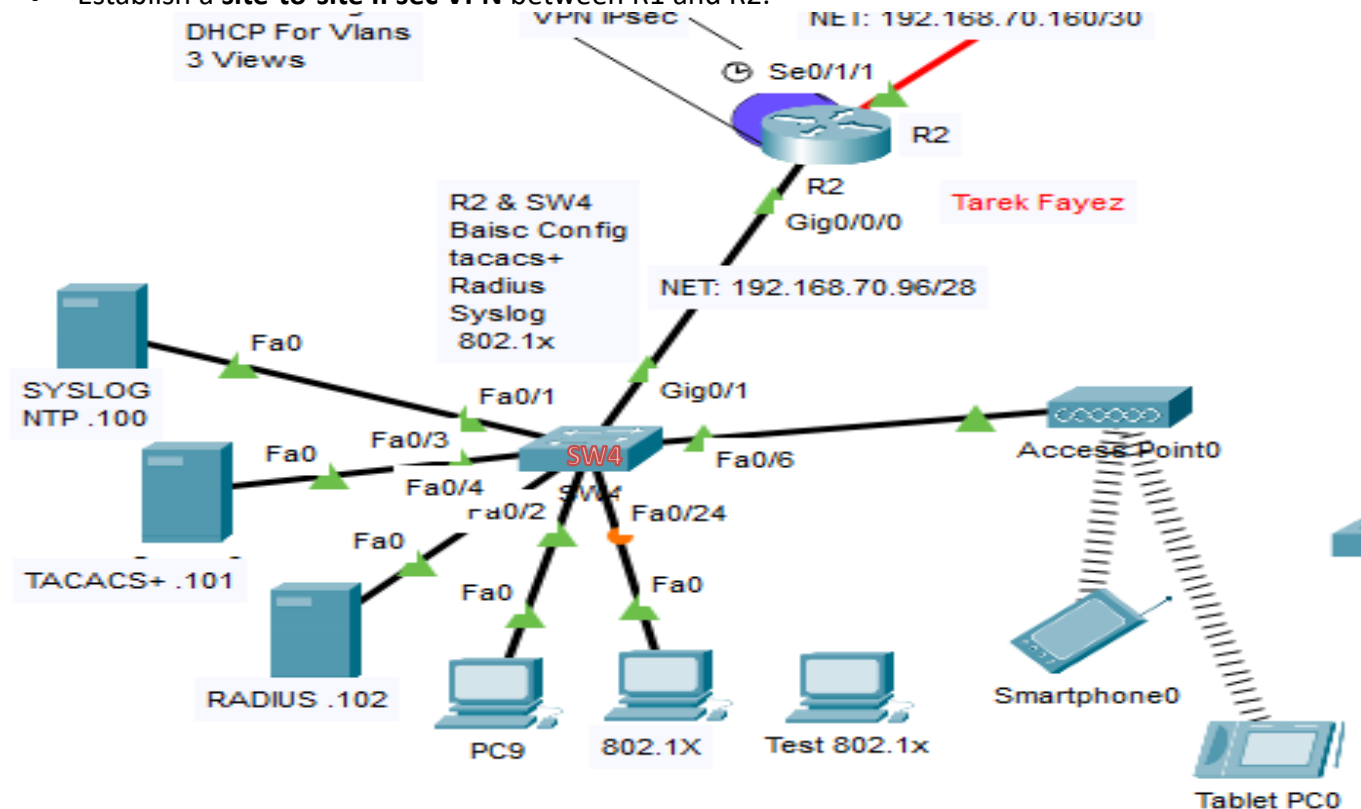 • Establish a site-to-site IPsec VPN between R1 and R2.
DHCP For Vlans
3 Views
VPN IPsec
NET: 192.168.70.160/30
Se0/1/1
R2
R2
Gig0/0/0
Tarek Fayez
R2 & SW4
Baisc Config
tacacs+
Radius
Syslog
802.1x
NET: 192.168.70.96/28
Fa0
SYSLOG
NTP .100
Fa0/1
Gig0/1
Fa0/3
Fa0
Fa0/4
SW4
SW4
Fa0/6
Access Point0
Fa0/2
Fa0/24
Fa0
TACACS+ .101
Fa0
Fa0
RADIUS .102
PC9
802.1X
Test 802.1x
Smartphone0
Tablet PC0